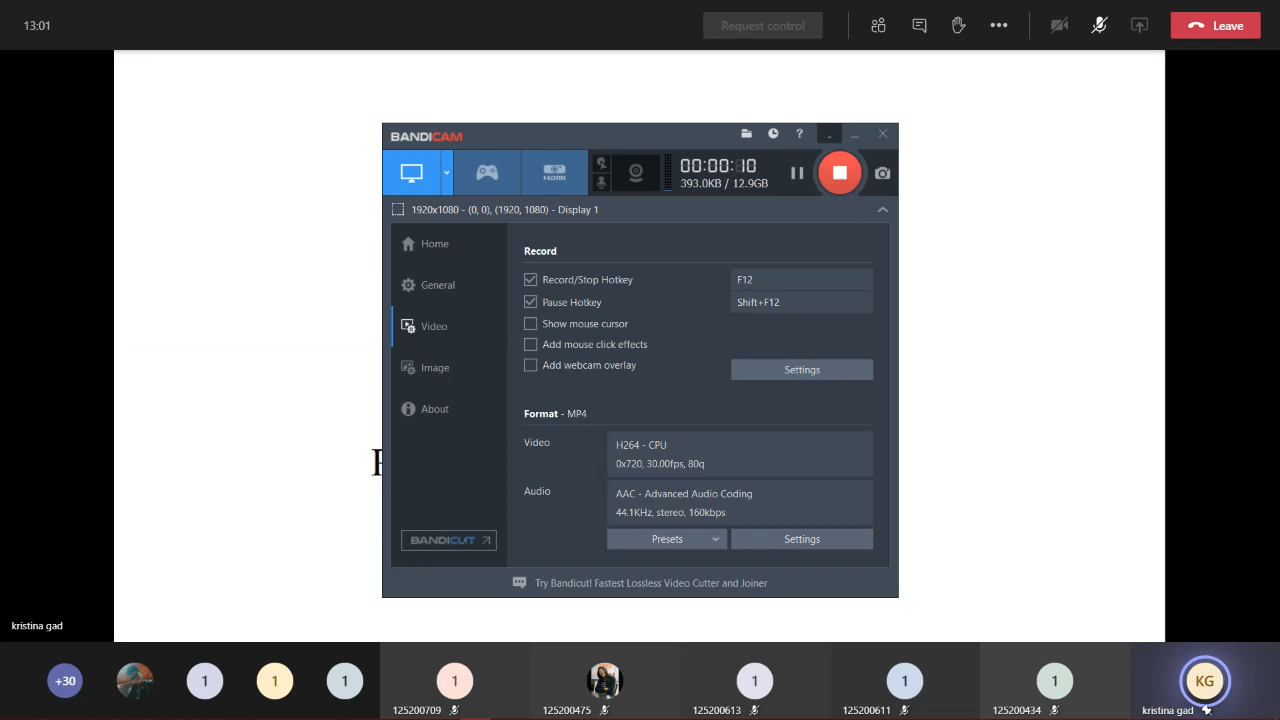 13:01
Request control
Leave
BANDICAM
?
HDMI
00:00:10
393.0KB / 12.9GB
1920x1080 - (0, 0), (1920, 1080) - Display 1
Home
General
Video
Image
About
BANDICUT
Record
Record/Stop Hotkey
F12
Pause Hotkey
Shift+F12
Show mouse cursor
Add mouse click effects
Add webcam overlay
Settings
Format - MP4
Video
H264 - CPU
0x720, 30.00fps, 80q
Audio
AAC - Advanced Audio Coding
44.1KHz, stereo, 160kbps
Presets
Settings
Try Bandicut! Fastest Lossless Video Cutter and Joiner
kristina gad
+30
1
1
1
1
125200709
125200475
1
125200613
1
125200611
1
125200434
KG
kristina gad